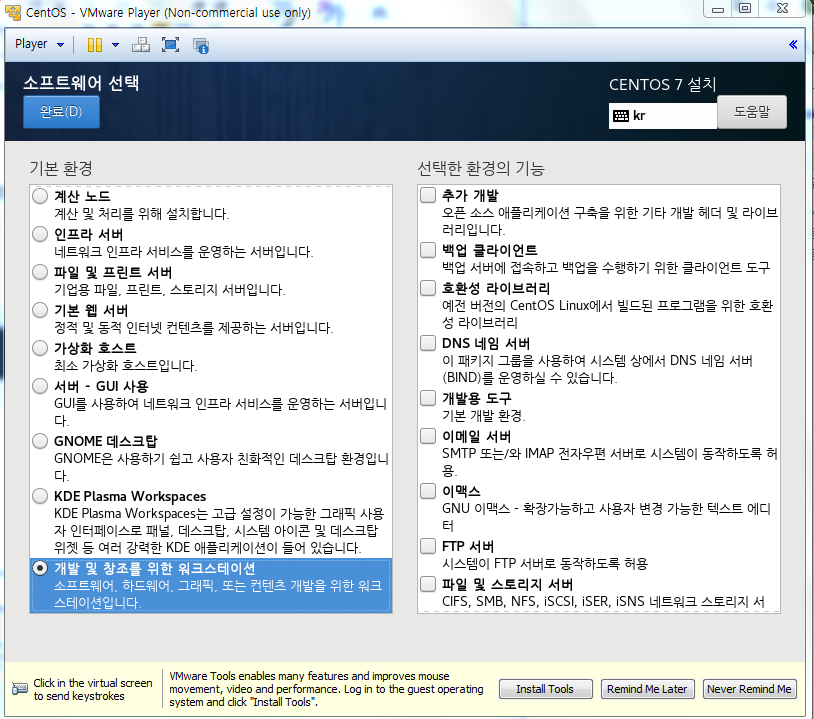 CentOS - VMware Player (Non-commercial use only)
Player
소프트웨어 선택
완료(D)
CENTOS 7 설치
kr
도움말
기본 환경
계산 노드
계산 및 처리를 위해 설치합니다.
인프라 서버
네트워크 인프라 서비스를 운영하는 서버입니다.
파일 및 프린트 서버
기업용 파일, 프린트, 스토리지 서버입니다.
기본 웹 서버
정적 및 동적 인터넷 컨텐츠를 제공하는 서버입니다.
가상화 호스트
최소 가상화 호스트입니다.
서버 - GUI 사용
GUI를 사용하여 네트워크 인프라 서비스를 운영하는 서버입니
다.
GNOME 데스크탑
GNOME은 사용하기 쉽고 사용자 친화적인 데스크탑 환경입니
다.
KDE Plasma Workspaces
KDE Plasma Workspaces는 고급 설정이 가능한 그래픽 사용
자 인터페이스로 패널, 데스크탑, 시스템 아이콘 및 데스크탑
위젯 등 여러 강력한 KDE 애플리케이션이 들어 있습니다.
개발 및 창조를 위한 워크스테이션
소프트웨어, 하드웨어, 그래픽, 또는 컨텐츠 개발을 위한 워크
스테이션입니다.
선택한 환경의 기능
추가 개발
오픈 소스 애플리케이션 구축을 위한 기타 개발 헤더 및 라이브
러리입니다.
백업 클라이언트
백업 서버에 접속하고 백업을 수행하기 위한 클라이언트 도구
호환성 라이브러리
예전 버전의 CentOS Linux에서 빌드된 프로그램을 위한 호환
성 라이브러리
DNS 네임 서버
이 패키지 그룹을 사용하여 시스템 상에서 DNS 네임 서버
(BIND)를 운영하실 수 있습니다.
개발용 도구
기본 개발 환경.
이메일 서버
SMTP 또는/와 IMAP 전자우편 서버로 시스템이 동작하도록 허
용.
이맥스
GNU 이맥스 - 확장가능하고 사용자 변경 가능한 텍스트 에디
터
FTP 서버
시스템이 FTP 서버로 동작하도록 허용
파일 및 스토리지 서버
CIFS, SMB, NFS, iSCSI, iSER, iSNS 네트워크 스토리지 서
Click in the virtual screen
to send keystrokes
VMware Tools enables many features and improves mouse
movement, video and performance. Log in to the guest operating
system and click "Install Tools".
Install Tools
Remind Me Later
Never Remind Me